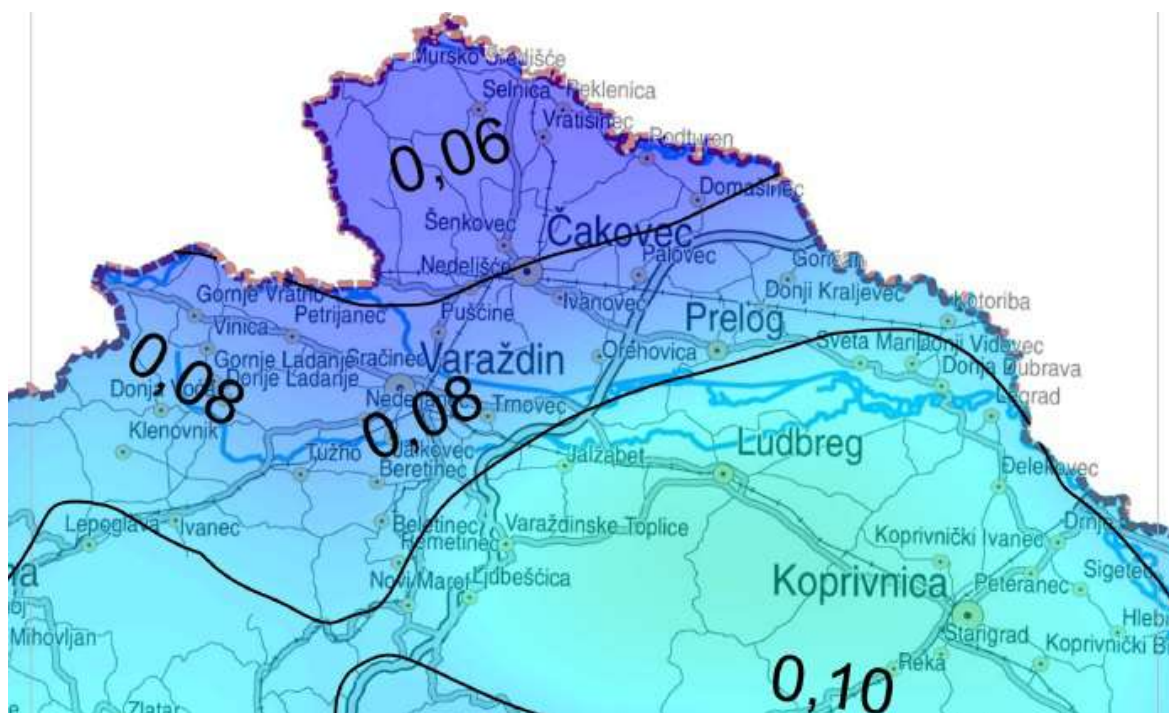 Mursko Središće
Selnica
Peklenica
Vratišinec
Podturen
0,06
Domašinec
Šenkovec
Čakovec
Nedelišće
Palovec
Goričan
Gornje Vratno
Ivanovec
Donji Kraljevec
Kotoriba
Petrijanec
Vinica
Pušćine
Prelog
0,08
Gornje Ladanje
Sračinec
Varaždin
Orehovica
Sveta Marija
Donji Vidovec
Donje Ladanje
Donja Dubrava
0,08
Trnovec
Legrad
Klenovnik
Ludbreg
Tužno
Jalkovec
Jalžabet
Beretinec
Đelekovec
Lepoglava
Ivanec
Beletinec
Varaždinske Toplice
Drnje
Remetinec
Koprivnički Ivanec
Novi Marof
Ljubešćica
Koprivnica
Peteranec
Sigetec
Mihovljan
Starigrad
Reka
0,10
Zlatar